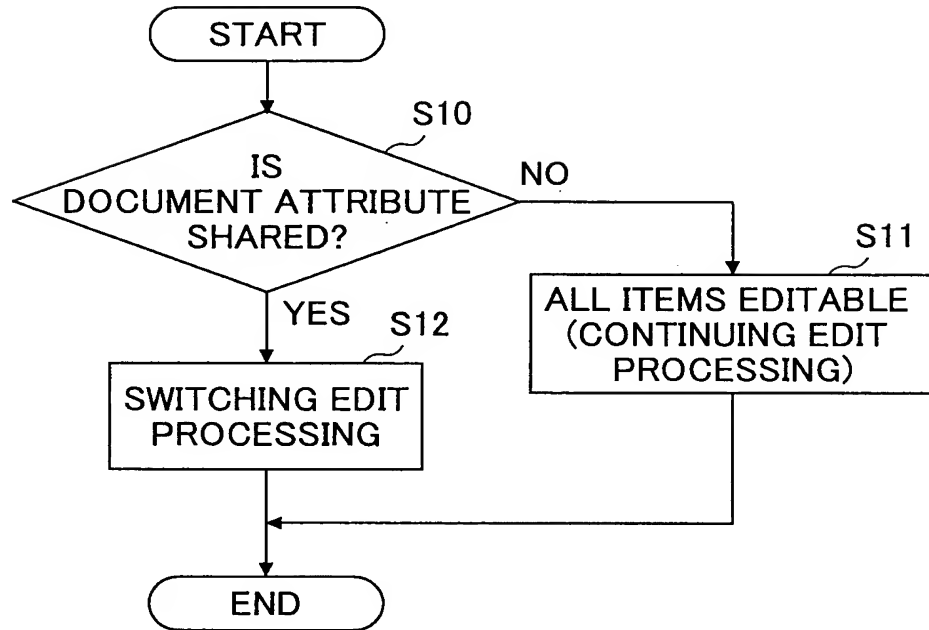 START
S10
IS
DOCUMENT ATTRIBUTE
SHARED?
NO
YES
S11
ALL ITEMS EDITABLE
(CONTINUING EDIT
PROCESSING)
S12
SWITCHING EDIT
PROCESSING
END